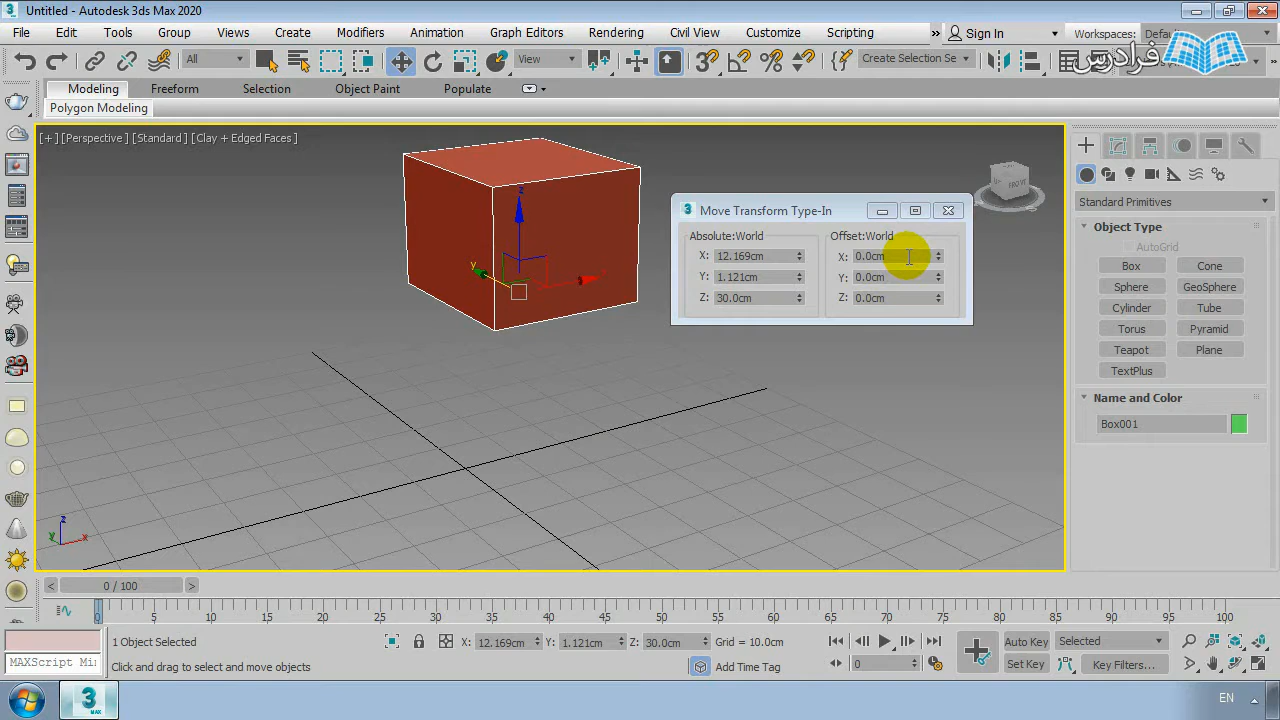 Untitled - Autodesk 3ds Max 2020
File Edit Tools Group Views Create Modifiers Animation Graph Editors Rendering Civil View Customize Scripting » Sign In Workspaces:
All View Create Selection Se
فرادرس
Modeling Freeform Selection Object Paint Populate
Polygon Modeling
[+] [Perspective] [Standard] [Clay + Edged Faces]
z
y
x
FRONT
Move Transform Type-In
Absolute:World Offset:World
X: 12.169cm X: 0.0cm
Y: 1.121cm Y: 0.0cm
Z: 30.0cm Z: 0.0cm
Standard Primitives
Object Type
AutoGrid
Box Cone
Sphere GeoSphere
Cylinder Tube
Torus Pyramid
Teapot Plane
TextPlus
Name and Color
Box001
z
y x
< 0 / 100 >
0 5 10 15 20 25 30 35 40 45 50 55 60 65 70 75 80 85 90 95 100
1 Object Selected X: 12.169cm Y: 1.121cm Z: 30.0cm Grid = 10.0cm Auto Key Selected
MAXScript Mi Click and drag to select and move objects Add Time Tag 0 Set Key Key Filters...
3 MAX EN